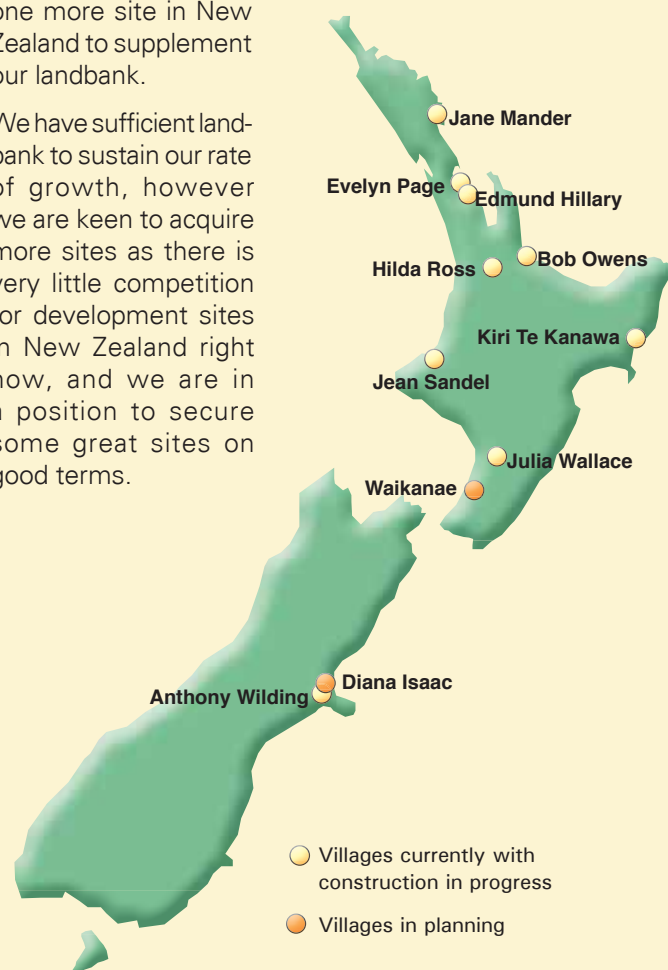 one more site in New
Zealand to supplement
our landbank.
We have sufficient land-
bank to sustain our rate
of growth, however
we are keen to acquire
more sites as there is
very little competition
for development sites
in New Zealand right
now, and we are in
a position to secure
some great sites on
good terms.
Jane Mander
Evelyn Page
Edmund Hillary
Bob Owens
Hilda Ross
Kiri Te Kanawa
Jean Sandel
Julia Wallace
Waikanae
Diana Isaac
Anthony Wilding
Villages currently with
construction in progress
Villages in planning